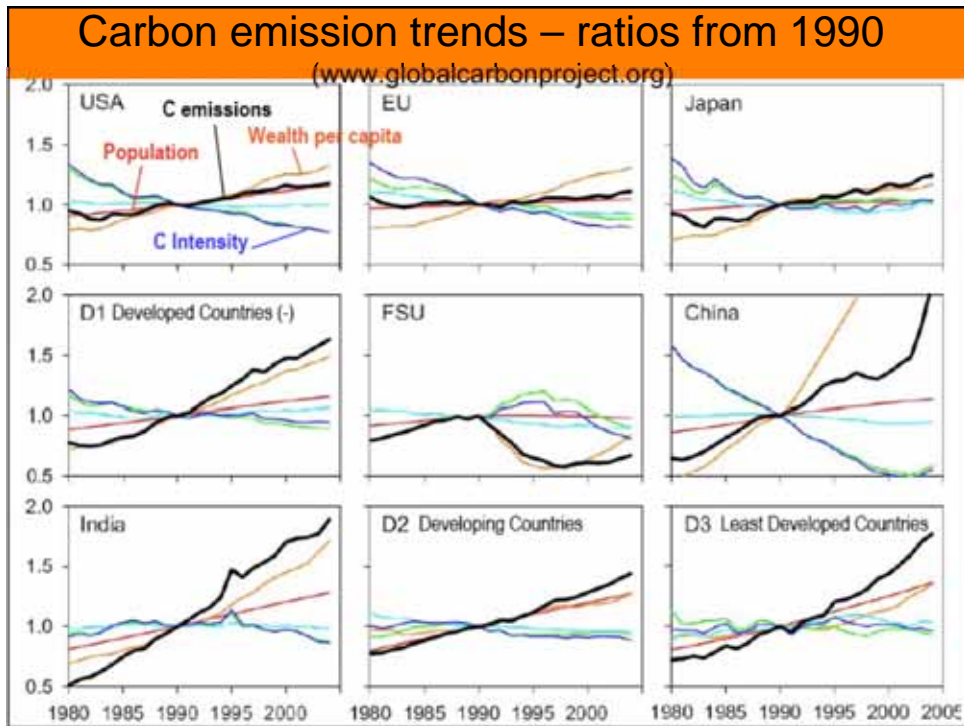 Carbon emission trends – ratios from 1990
(www.globalcarbonproject.org)
2.0
1.5
1.0
0.5
USA
C emissions
Wealth per capita
Population
C Intensity
EU
Japan
2.0
1.5
1.0
0.5
D1 Developed Countries (-)
FSU
China
2.0
1.5
1.0
0.5
India
D2 Developing Countries
D3 Least Developed Countries
1980 1985 1990 1995 2000
1980 1985 1990 1995 2000
1980 1985 1990 1995 2000 2005